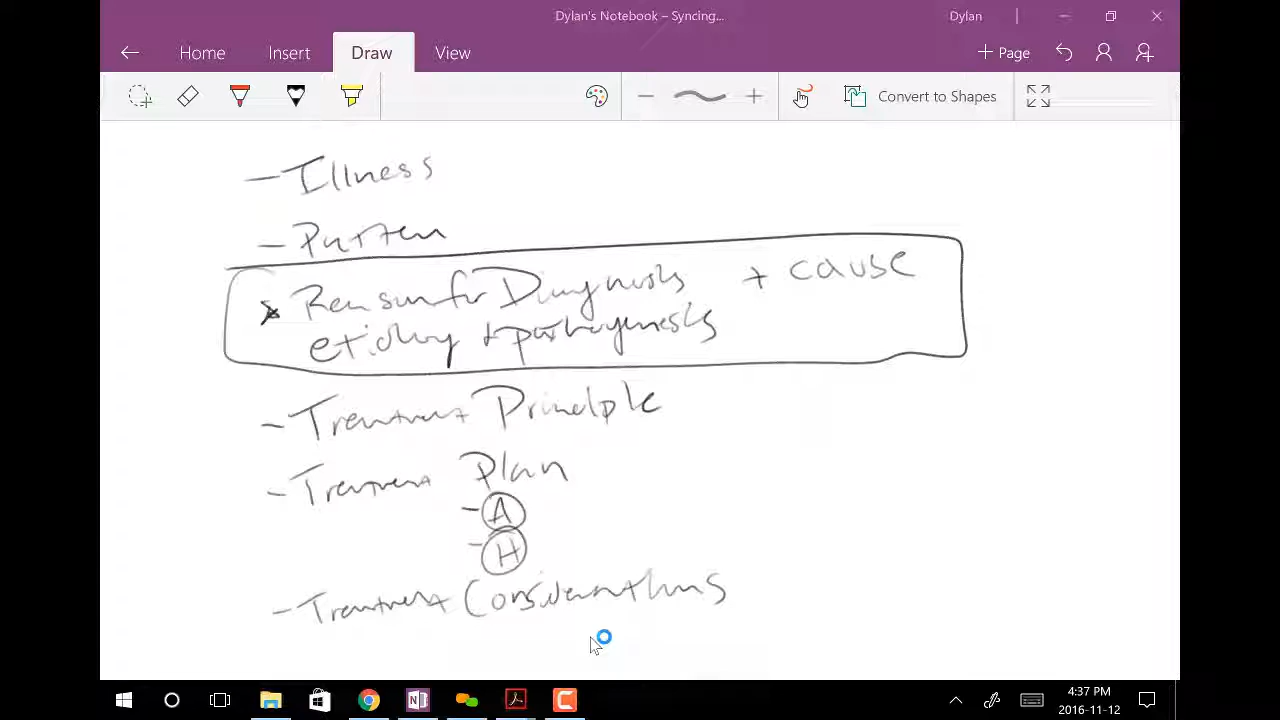 Dylan's Notebook – Syncing...
Dylan
Home
Insert
Draw
View
+ Page
Convert to Shapes
– Illness
– Pattern
* Reason for Diagnosis + cause
etiology + pathogenesis
– Treatment Principle
– Treatment Plan
– A
– H
– Treatment Considerations
4:37 PM
2016-11-12